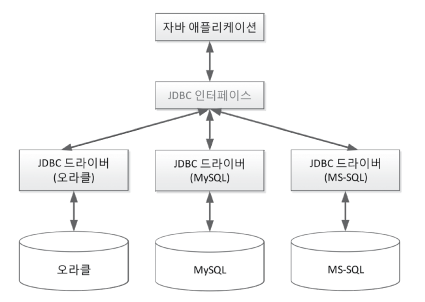 자바 애플리케이션
JDBC 인터페이스
JDBC 드라이버
(오라클)
JDBC 드라이버
(MySQL)
JDBC 드라이버
(MS-SQL)
오라클
MySQL
MS-SQL